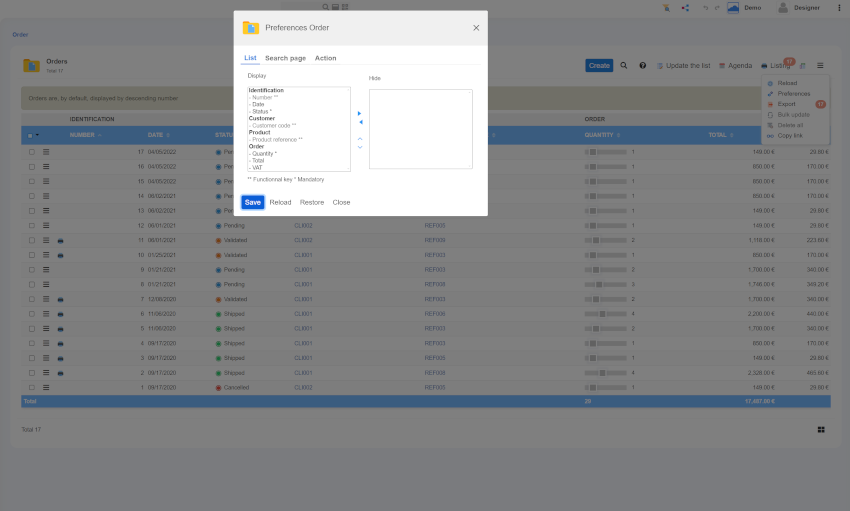 Demo
Designer
Order
Orders
Total 17
Create
Update the list
Agenda
Listing
17
Orders are, by default, displayed by descending number
Reload
Preferences
Export 17
Bulk update
Delete all
Copy link
Preferences Order
List Search page Action
Display
Hide
Identification
- Number **
- Date
- Status *
Customer
- Customer code **
Product
- Product reference **
Order
- Quantity *
- Total
- VAT
** Functionnal key * Mandatory
Save Reload Restore Close
IDENTIFICATION ORDER
NUMBER DATE QUANTITY TOTAL
17 04/05/2022 1 149.00 € 29.80 €
16 04/05/2022 1 850.00 € 170.00 €
15 04/05/2022 1 850.00 € 170.00 €
14 06/02/2021 1 850.00 € 170.00 €
13 06/02/2021 1 149.00 € 29.80 €
12 06/01/2021 Pending CLI002 REF005 1 149.00 € 29.80 €
11 06/01/2021 Validated CLI002 REF009 2 1,118.00 € 223.60 €
10 01/25/2021 Validated CLI001 REF003 1 850.00 € 170.00 €
9 01/21/2021 Pending CLI001 REF003 2 1,700.00 € 340.00 €
8 01/21/2021 Pending CLI001 REF008 3 1,746.00 € 349.20 €
7 12/08/2020 Validated CLI001 REF003 2 1,700.00 € 340.00 €
6 11/06/2020 Shipped CLI001 REF006 4 2,200.00 € 440.00 €
5 11/06/2020 Shipped CLI002 REF003 2 1,700.00 € 340.00 €
4 09/17/2020 Shipped CLI001 REF003 1 850.00 € 170.00 €
3 09/17/2020 Shipped CLI001 REF005 1 149.00 € 29.80 €
2 09/17/2020 Shipped CLI001 REF008 4 2,328.00 € 465.60 €
1 09/17/2020 Cancelled CLI002 REF005 1 149.00 € 29.80 €
Total
Total 17